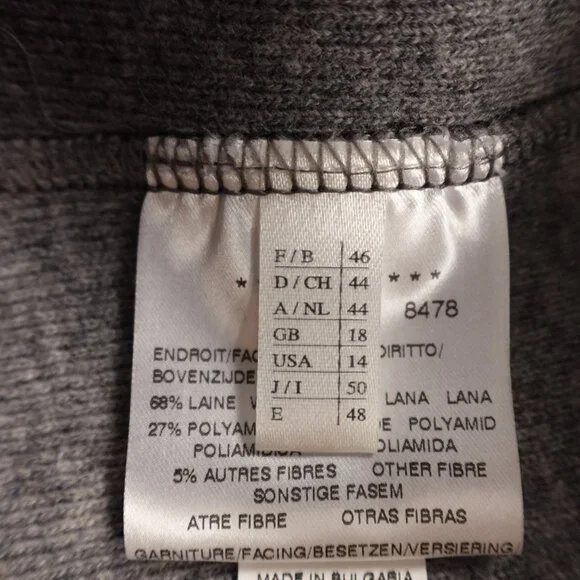 F/B 46
D/CH 44
A/NL 44
GB 18
USA 14
J/I 50
E 48
* * * *
8478
ENDROIT/ DIRITTO/
BOVENZIJDE
68% LAINE LANA LANA
27% POLYAM POLYAMID
POLIAMIDICA OLIAMIDA
5% AUTRES FIBRES OTHER FIBRE
SONSTIGE FASEM
ATRE FIBRE OTRAS FIBRAS
GARNITURE/FACING/BESETZEN/VERSIERING
MADE IN BULGARIA